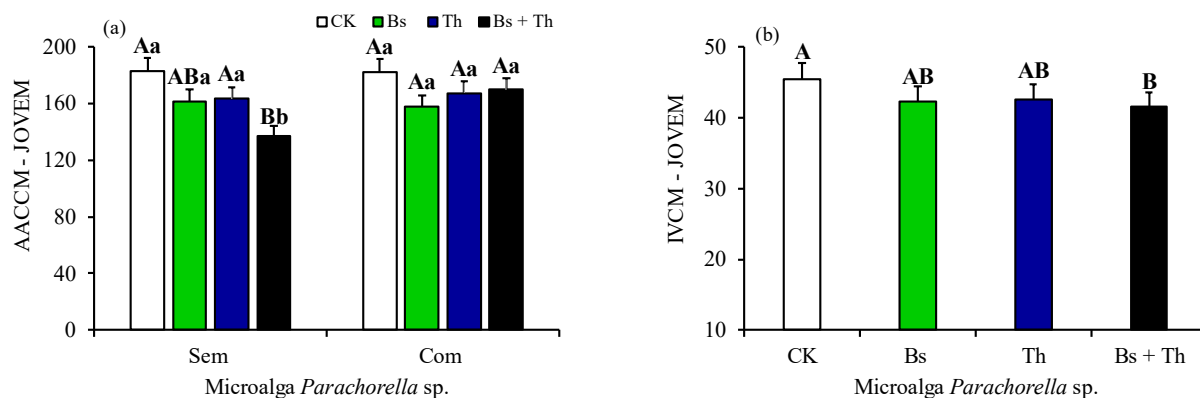 (a)
CK Bs Th Bs + Th
AACCM - JOVEM
200
160
120
80
40
0
Aa
ABa
Aa
Bb
Aa
Aa
Aa
Aa
Sem Com
Microalga Parachorella sp.
(b)
IVCM - JOVEM
50
40
30
20
10
A
AB
AB
B
CK Bs Th Bs + Th
Microalga Parachorella sp.